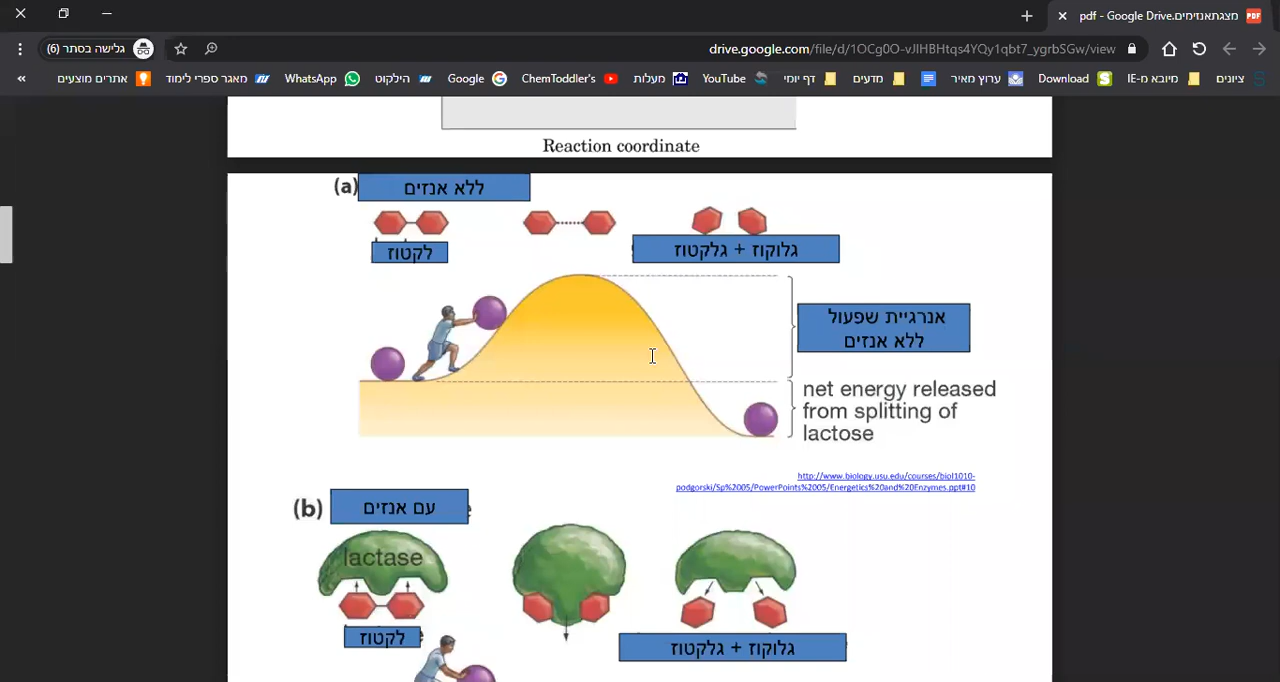 מצגתאנזימים.pdf - Google Drive
PDF
גלישה בסתר (6)
drive.google.com/file/d/1OCg0O-vJIHBHtqs4YQy1qbt7_ygrbSGw/view
ציונים
מיובא מ-IE
Download
ערוץ מאיר
מדעים
דף יומי
YouTube
מעלות
ChemToddler's
Google
הילקוט
WhatsApp
מאגר ספרי לימוד
אתרים מוצעים
»
Reaction coordinate
(a) ללא אנזים
לקטוז
גלוקוז + גלקטוז
אנרגיית שפעול
ללא אנזים
net energy released
from splitting of
lactose
http://www.biology.usu.edu/courses/biol1010-
podgorski/Sp%2005/PowerPoints%2005/Energetics%20and%20Enzymes.ppt#10
(b) עם אנזים
lactase
לקטוז
גלוקוז + גלקטוז